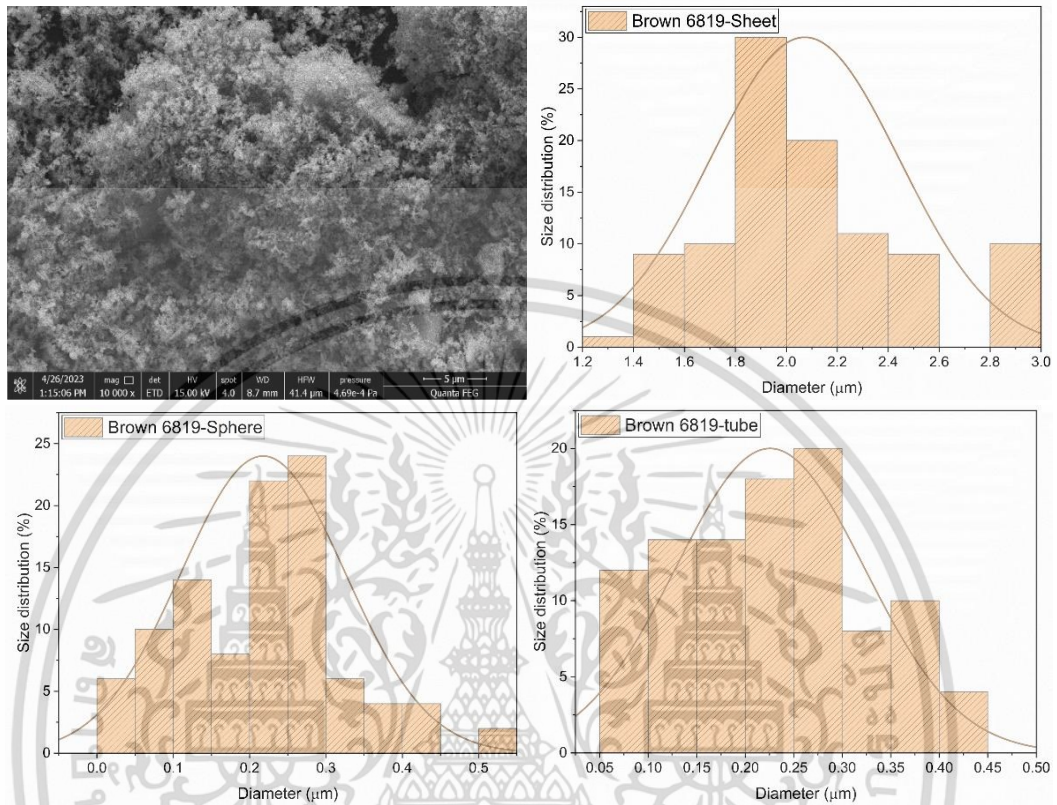 4/26/2023 mag □ det HV spot WD HFW pressure 5 µm
1:15:06 PM 10 000 x ETD 15.00 kV 4.0 8.7 mm 41.4 µm 4.69e-4 Pa Quanta FEG
Brown 6819-Sheet
Size distribution (%)
30
25
20
15
10
5
0
1.2 1.4 1.6 1.8 2.0 2.2 2.4 2.6 2.8 3.0
Diameter (µm)
Brown 6819-Sphere
Size distribution (%)
25
20
15
10
5
0
0.0 0.1 0.2 0.3 0.4 0.5
Diameter (µm)
Brown 6819-tube
Size distribution (%)
20
15
10
5
0
0.05 0.10 0.15 0.20 0.25 0.30 0.35 0.40 0.45 0.50
Diameter (µm)